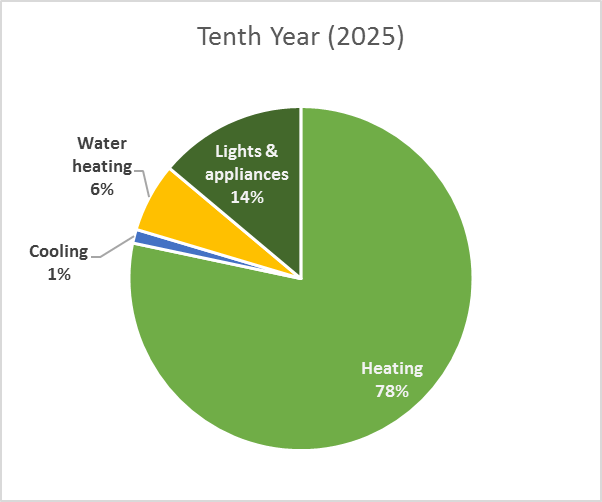 Tenth Year (2025)
Water
heating
6%
Lights &
appliances
14%
Cooling
1%
Heating
78%